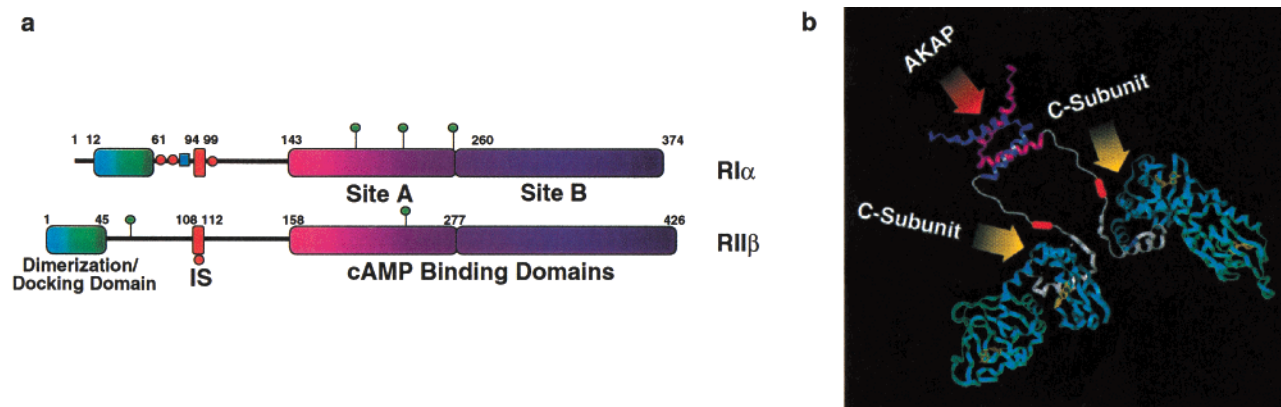 a
1 12 61 94 99 143 260 374
RIα
Site A Site B
1 45 108 112 158 277 426
RIIβ
Dimerization/
Docking Domain
IS
cAMP Binding Domains
b
AKAP
C-Subunit
C-Subunit